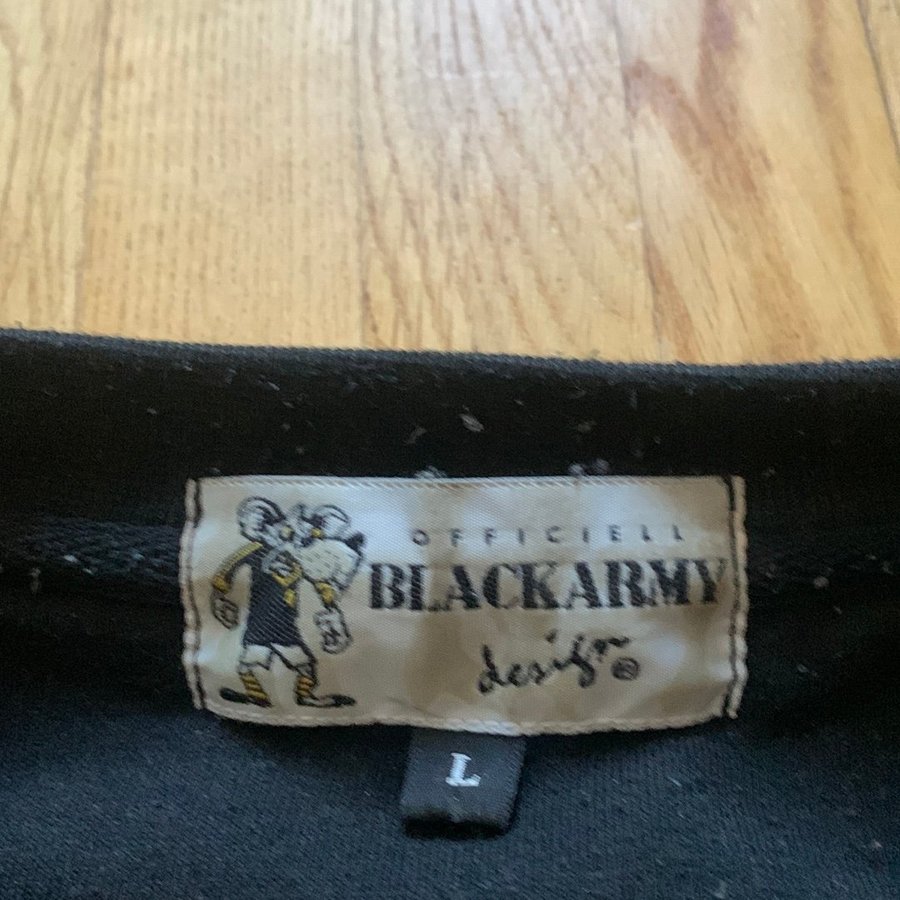 OFFICIELL
BLACKARMY
design ®
L